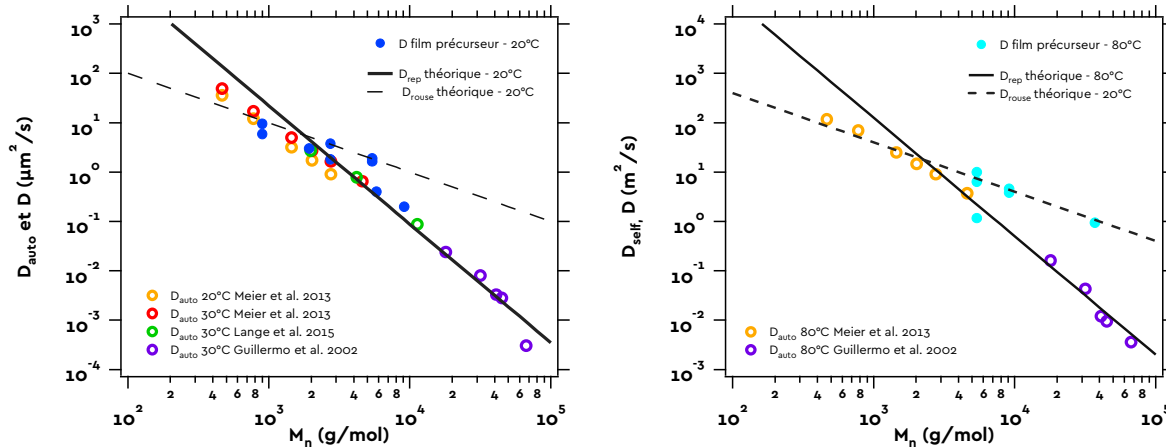 10³
10²
10¹
10⁰
10⁻¹
10⁻²
10⁻³
10⁻⁴
D_auto et D (µm²/s)
D film précurseur - 20°C
D_rep théorique - 20°C
D_rouse théorique - 20°C
D_auto 20°C Meier et al. 2013
D_auto 30°C Meier et al. 2013
D_auto 30°C Lange et al. 2015
D_auto 30°C Guillermo et al. 2002
10² 2 4 6 8 10³ 2 4 6 8 10⁴ 2 4 6 8 10⁵
M_n (g/mol)
10⁴
10³
10²
10¹
10⁰
10⁻¹
10⁻²
10⁻³
D_self, D (m²/s)
D film précurseur - 80°C
D_rep théorique - 80°C
D_rouse théorique - 20°C
D_auto 80°C Meier et al. 2013
D_auto 80°C Guillermo et al. 2002
10² 2 4 6 8 10³ 2 4 6 8 10⁴ 2 4 6 8 10⁵
M_n (g/mol)